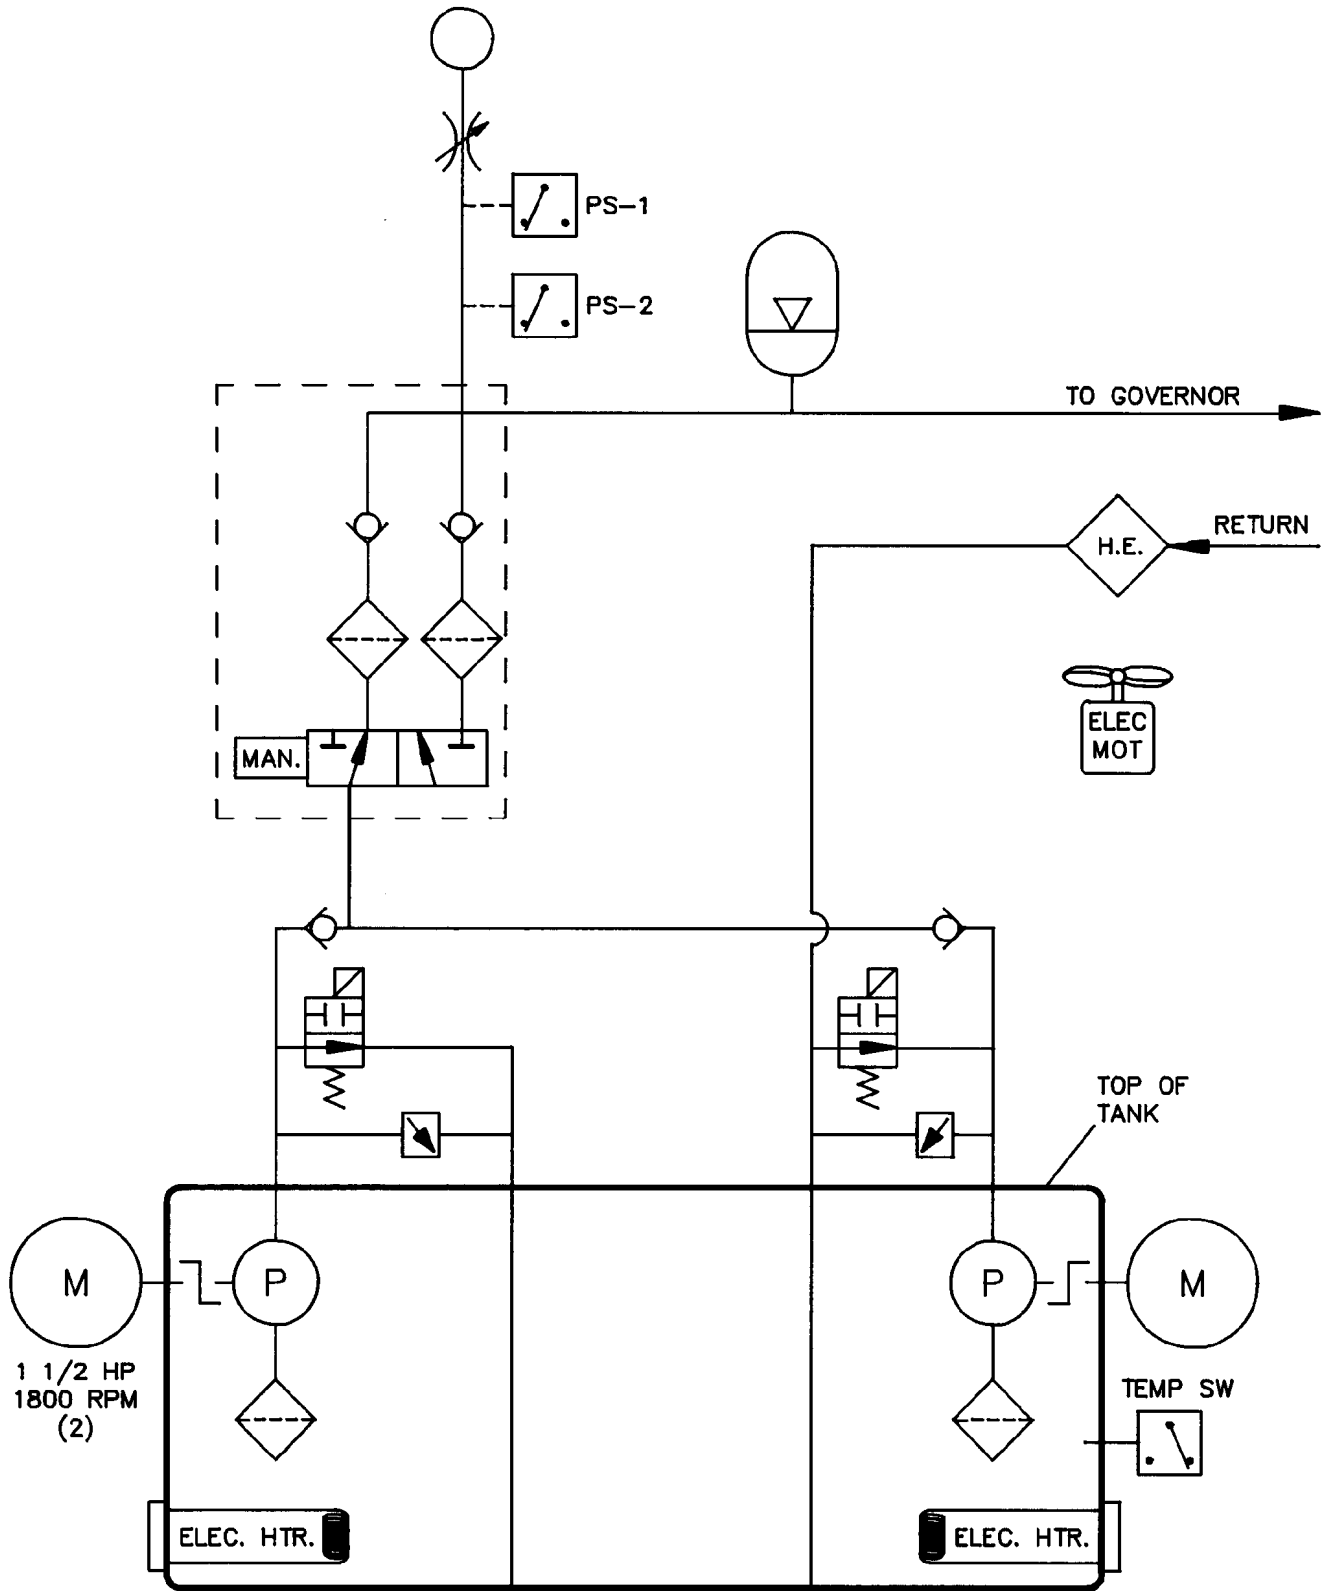 PS-1
PS-2
TO GOVERNOR
RETURN
H.E.
ELEC
MOT
MAN.
TOP OF
TANK
M
P
P
M
1 1/2 HP
1800 RPM
(2)
TEMP SW
ELEC. HTR.
ELEC. HTR.